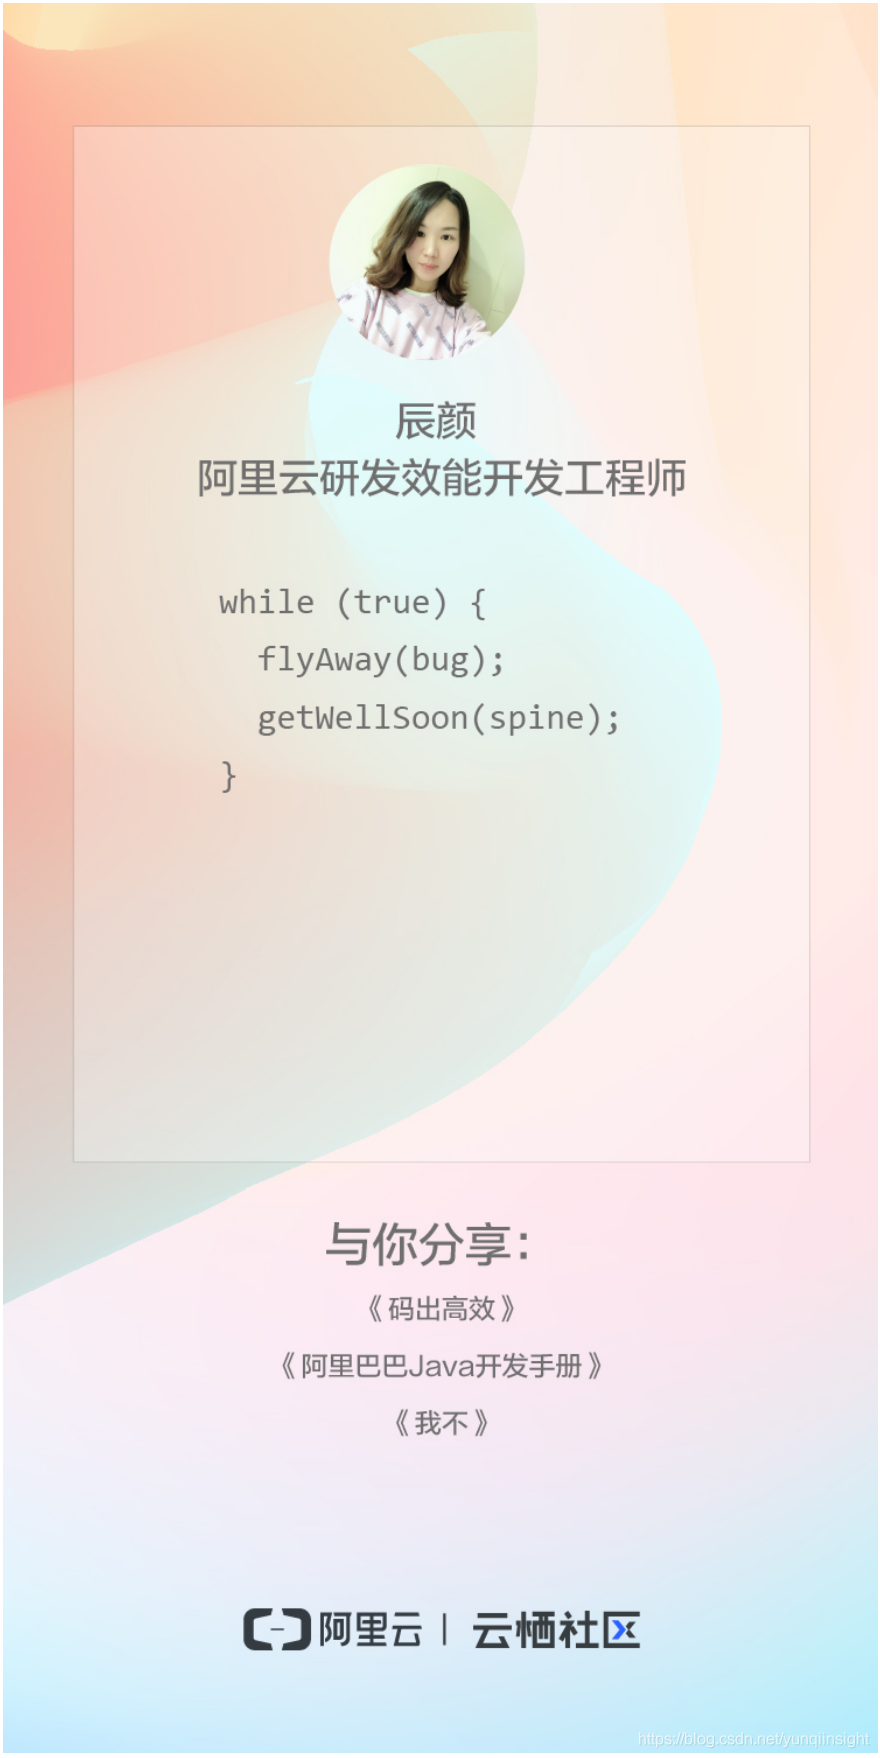 辰颜
阿里云研发效能开发工程师
while (true) {
  flyAway(bug);
  getWellSoon(spine);
}
与你分享：
《码出高效》
《阿里巴巴Java开发手册》
《我不》
阿里云 | 云栖社区
https://blog.csdn.net/yunqiinsight